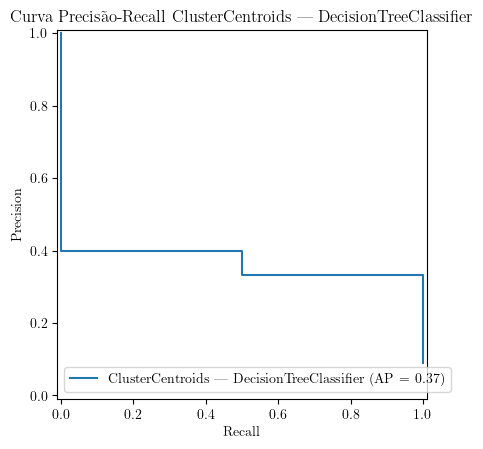 Curva Precisão-Recall ClusterCentroids — DecisionTreeClassifier
1.0
0.8
0.6
0.4
0.2
0.0
Precision
ClusterCentroids — DecisionTreeClassifier (AP = 0.37)
0.0 0.2 0.4 0.6 0.8 1.0
Recall